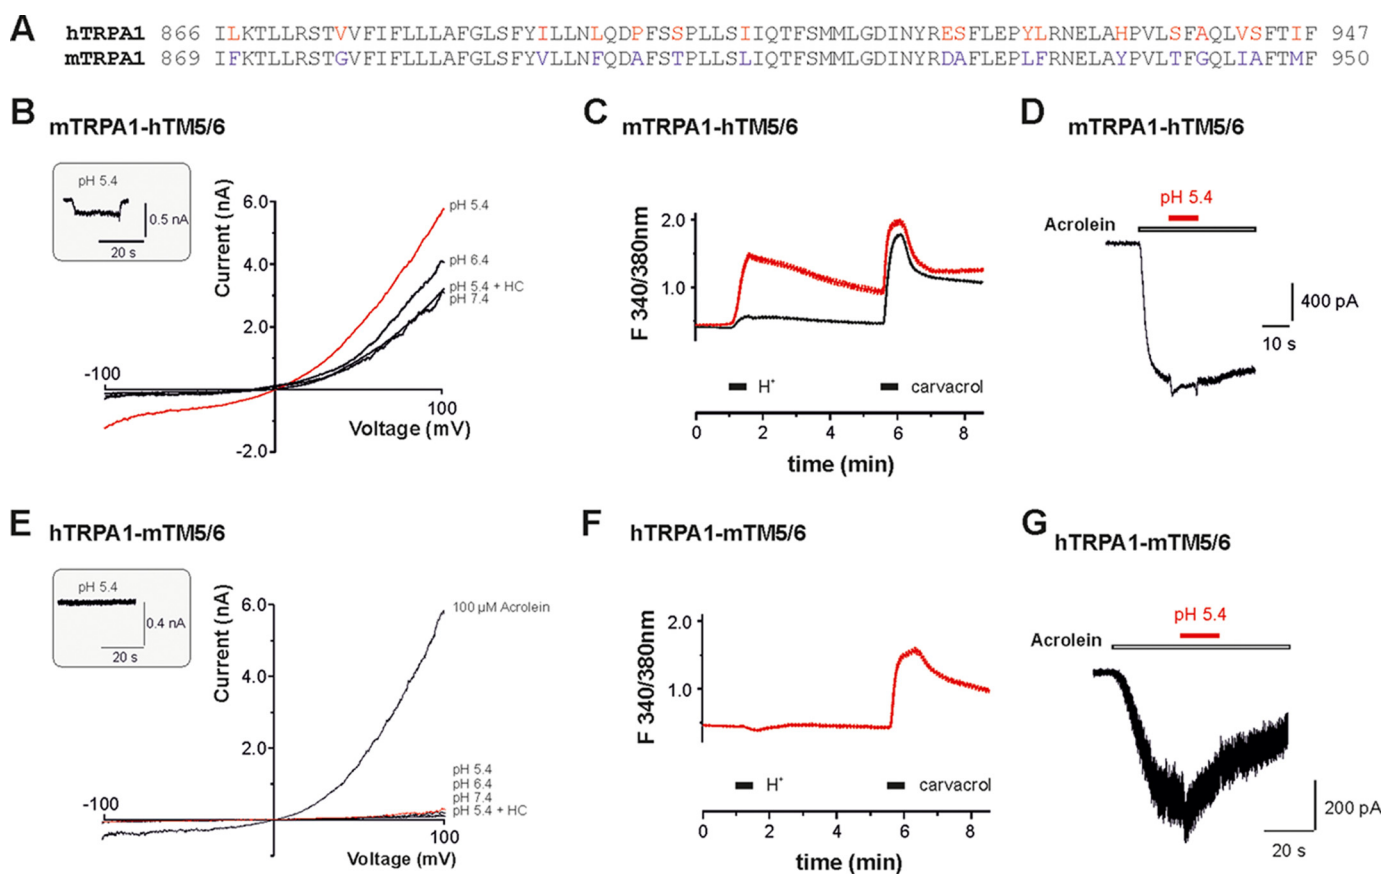 A
hTRPA1 866 ILKTLLRSTVVFIFLLLAFGLSFYILLNLQDPFSSPLLSIIQTFSMMLGDINYRESFLEPYLRNELAHPVLSFAQLVSFTIF 947
mTRPA1 869 IFKTLLRSTGVFIFLLLAFGLSFYVLLNFQDAFSTPLLSLIQTFSMMLGDINYRDAFLEPLFRNELAYPVLTFGQLIAFTMF 950
B mTRPA1-hTM5/6
pH 5.4
0.5 nA
20 s
Current (nA)
6.0
4.0
2.0
-2.0
-100
100
Voltage (mV)
pH 5.4
pH 6.4
pH 5.4 + HC
pH 7.4
C mTRPA1-hTM5/6
F 340/380nm
2.0
1.0
H+
carvacrol
0 2 4 6 8
time (min)
D mTRPA1-hTM5/6
pH 5.4
Acrolein
400 pA
10 s
E hTRPA1-mTM5/6
pH 5.4
0.4 nA
20 s
Current (nA)
6.0
4.0
2.0
-100
100
Voltage (mV)
100 µM Acrolein
pH 5.4
pH 6.4
pH 7.4
pH 5.4 + HC
F hTRPA1-mTM5/6
F 340/380nm
2.0
1.0
H+
carvacrol
0 2 4 6 8
time (min)
G hTRPA1-mTM5/6
pH 5.4
Acrolein
200 pA
20 s